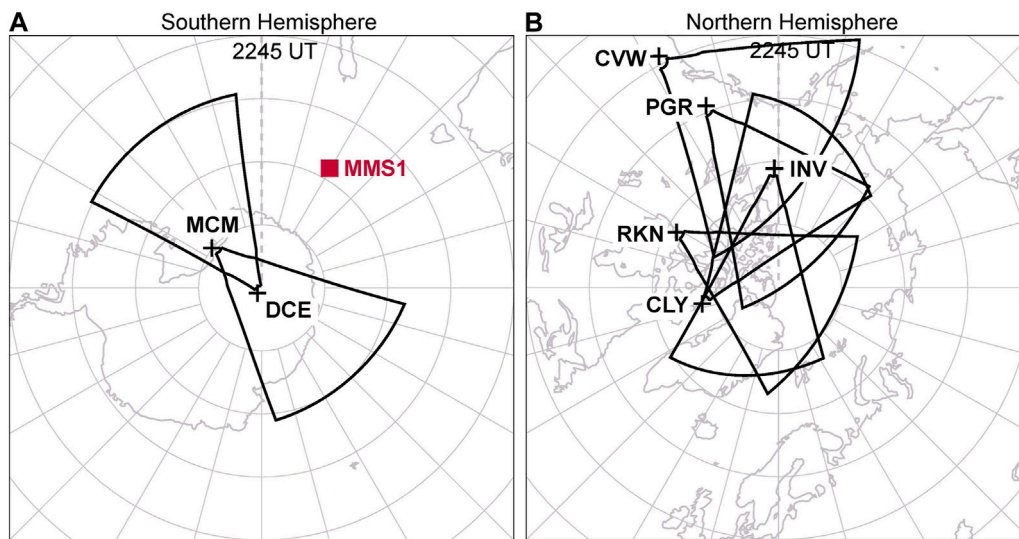 A
Southern Hemisphere
2245 UT
MMS1
MCM
DCE
B
Northern Hemisphere
2245 UT
CVW
PGR
INV
RKN
CLY